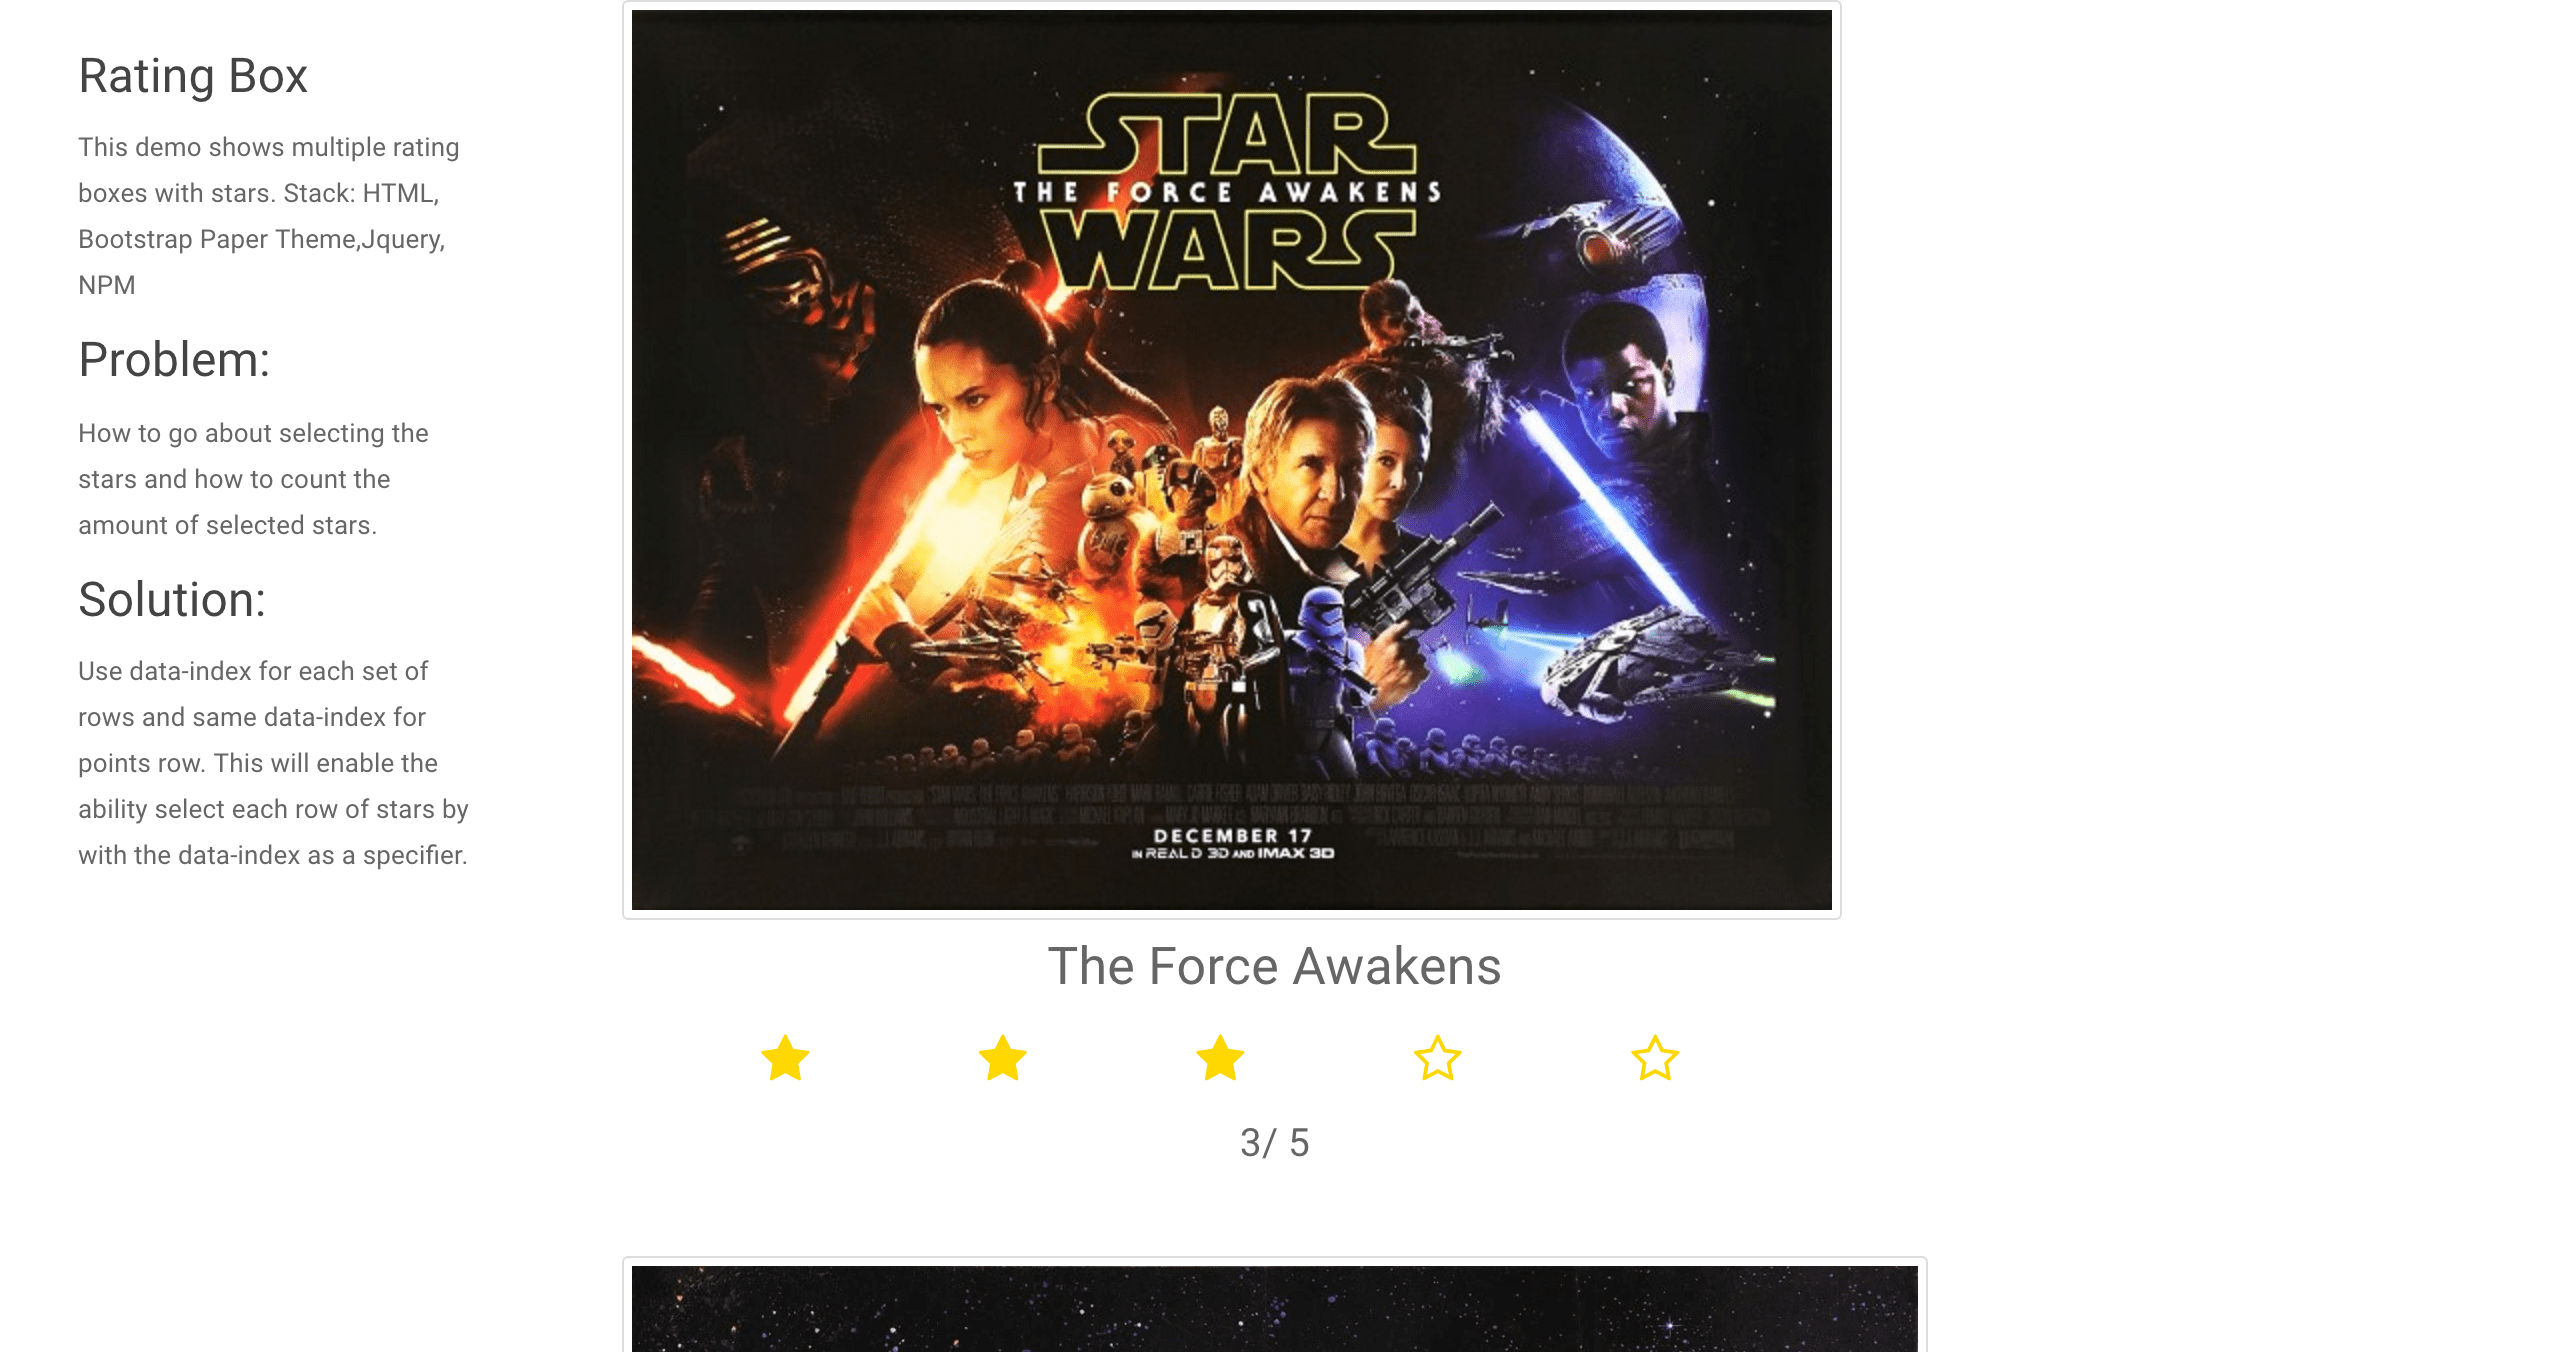 Rating Box
This demo shows multiple rating
boxes with stars. Stack: HTML,
Bootstrap Paper Theme,Jquery,
NPM
Problem:
How to go about selecting the
stars and how to count the
amount of selected stars.
Solution:
Use data-index for each set of
rows and same data-index for
points row. This will enable the
ability select each row of stars by
with the data-index as a specifier.
STAR
THE FORCE AWAKENS
WARS
DECEMBER 17
IN REAL D 3D AND IMAX 3D
The Force Awakens
3/ 5